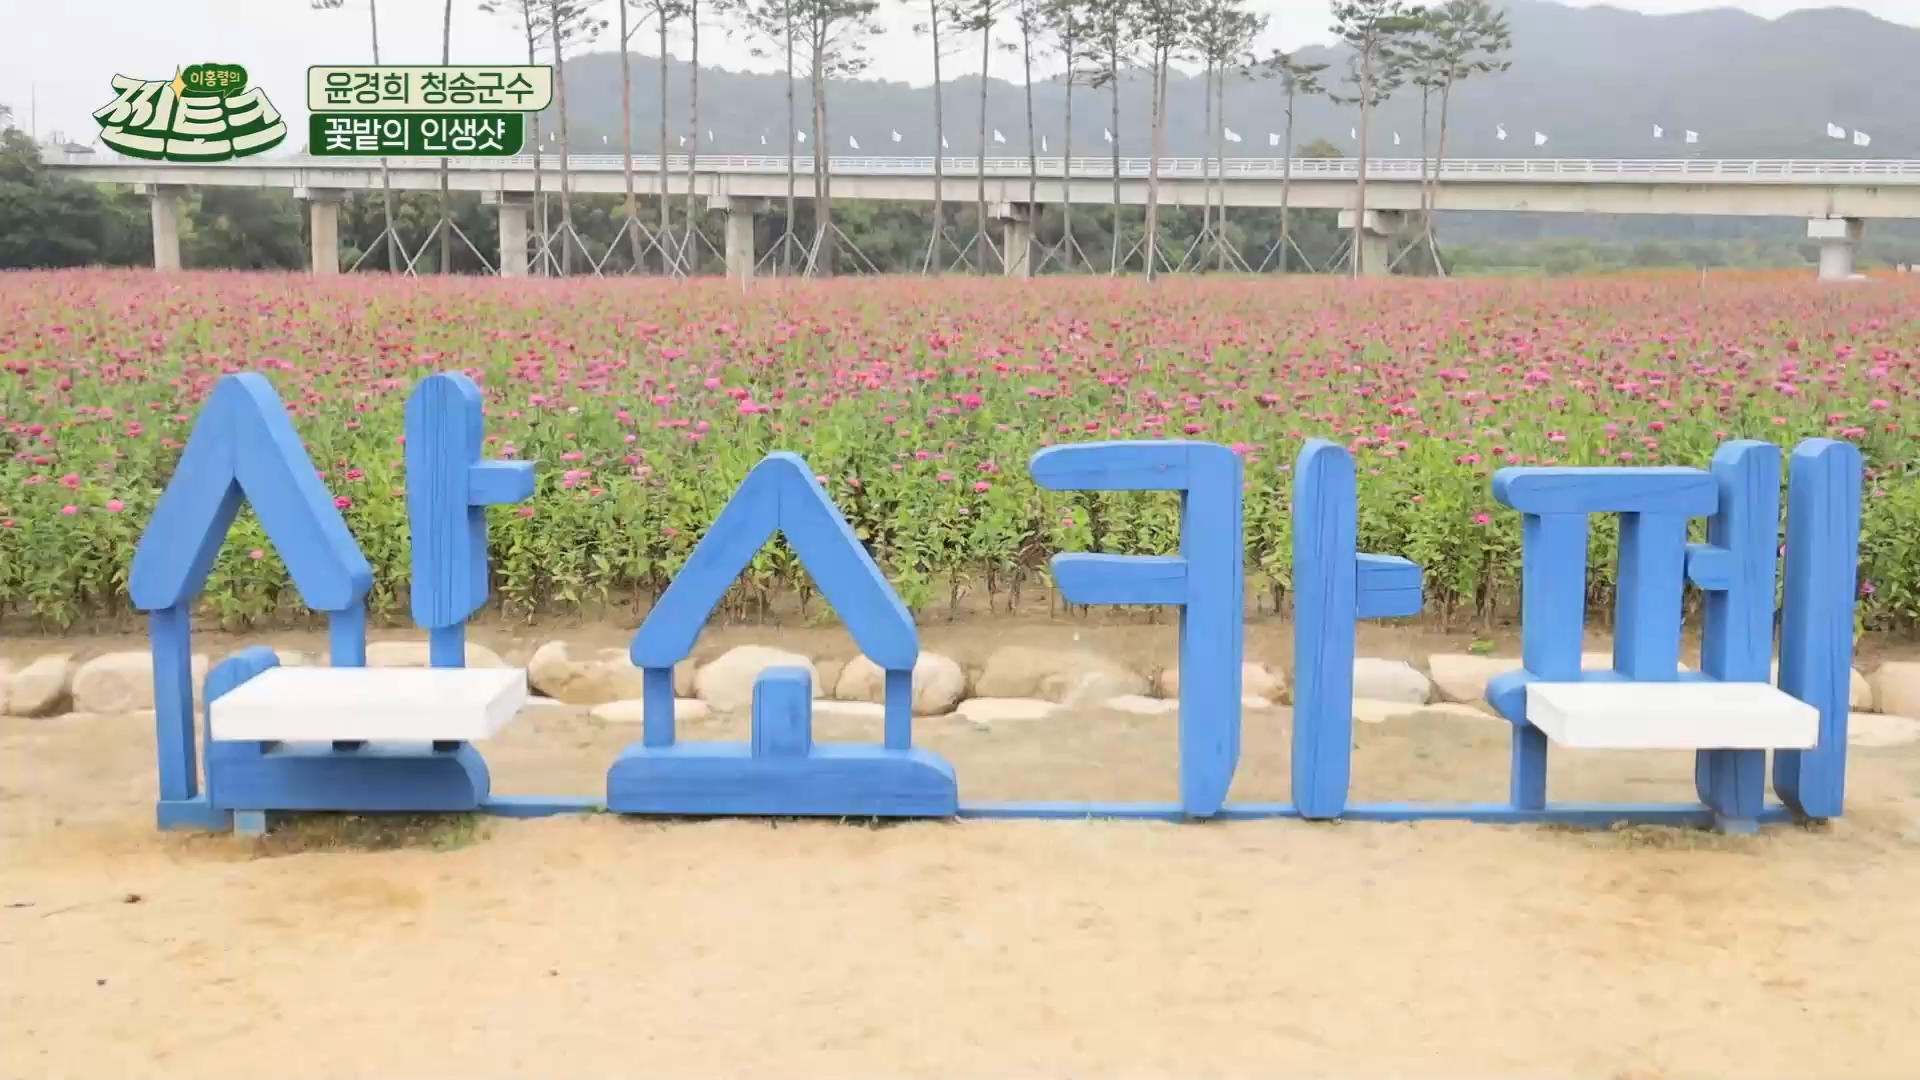 이홍렬의
찐토크
윤경희 청송군수
꽃밭의 인생샷
산소카페